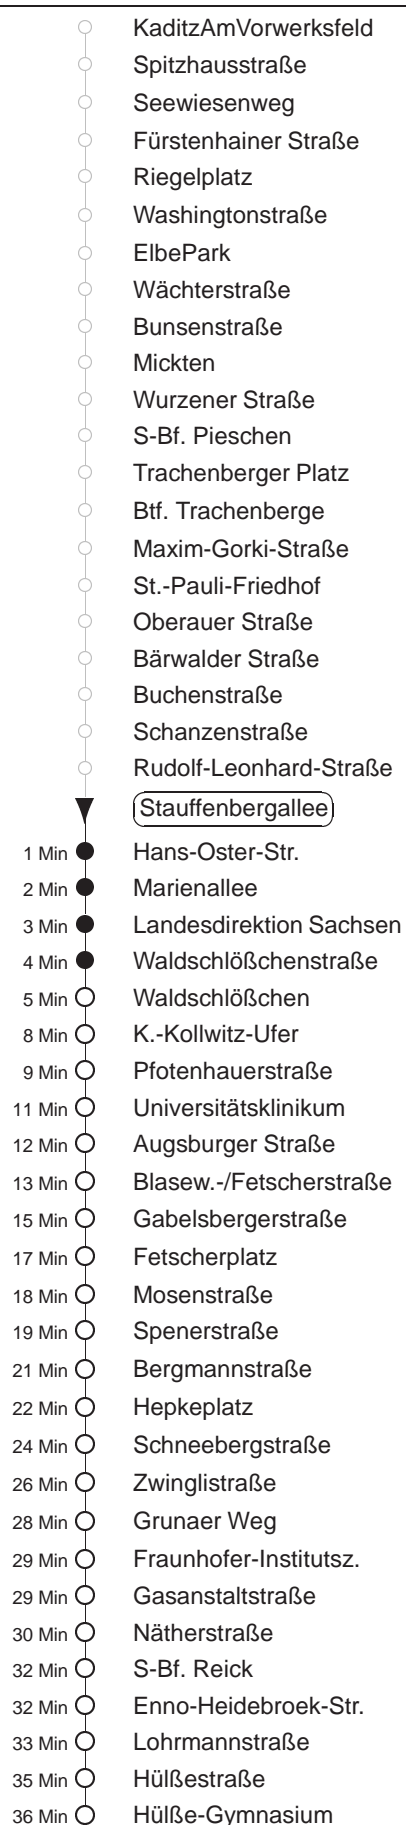 KaditzAmVorwerksfeld
Spitzhausstraße
Seewiesenweg
Fürstenhainer Straße
Riegelplatz
Washingtonstraße
ElbePark
Wächterstraße
Bunsenstraße
Mickten
Wurzener Straße
S-Bf. Pieschen
Trachenberger Platz
Btf. Trachenberge
Maxim-Gorki-Straße
St.-Pauli-Friedhof
Oberauer Straße
Bärwalder Straße
Buchenstraße
Schanzenstraße
Rudolf-Leonhard-Straße
Stauffenbergallee
1 Min Hans-Oster-Str.
2 Min Marienallee
3 Min Landesdirektion Sachsen
4 Min Waldschlößchenstraße
5 Min Waldschlößchen
8 Min K.-Kollwitz-Ufer
9 Min Pfotenhauerstraße
11 Min Universitätsklinikum
12 Min Augsburger Straße
13 Min Blasew.-/Fetscherstraße
15 Min Gabelsbergerstraße
17 Min Fetscherplatz
18 Min Mosenstraße
19 Min Spenerstraße
21 Min Bergmannstraße
22 Min Hepkeplatz
24 Min Schneebergstraße
26 Min Zwinglistraße
28 Min Grunaer Weg
29 Min Fraunhofer-Institutsz.
29 Min Gasanstaltstraße
30 Min Nätherstraße
32 Min S-Bf. Reick
32 Min Enno-Heidebroek-Str.
33 Min Lohrmannstraße
35 Min Hülßestraße
36 Min Hülße-Gymnasium